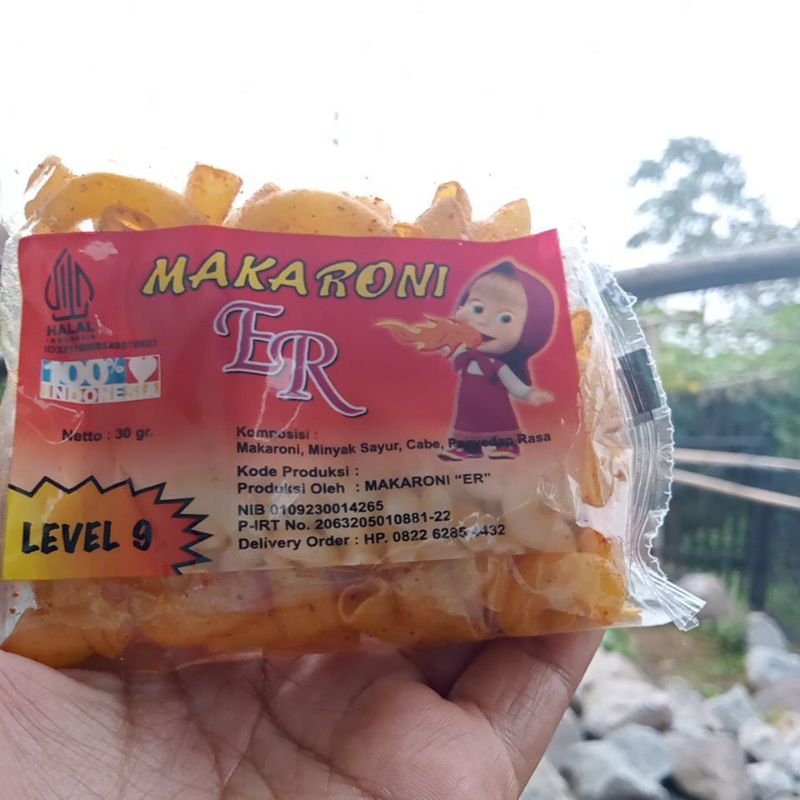 MAKARONI
ER
HALAL
INDONESIA
100%
INDONESIA
Netto : 30 gr.
Komposisi :
Makaroni, Minyak Sayur, Cabe, Penyedap Rasa
Kode Produksi :
Produksi Oleh : MAKARONI "ER"
NIB 0109230014265
P-IRT No. 2063205010881-22
Delivery Order : HP. 0822 6285 4432
LEVEL 9